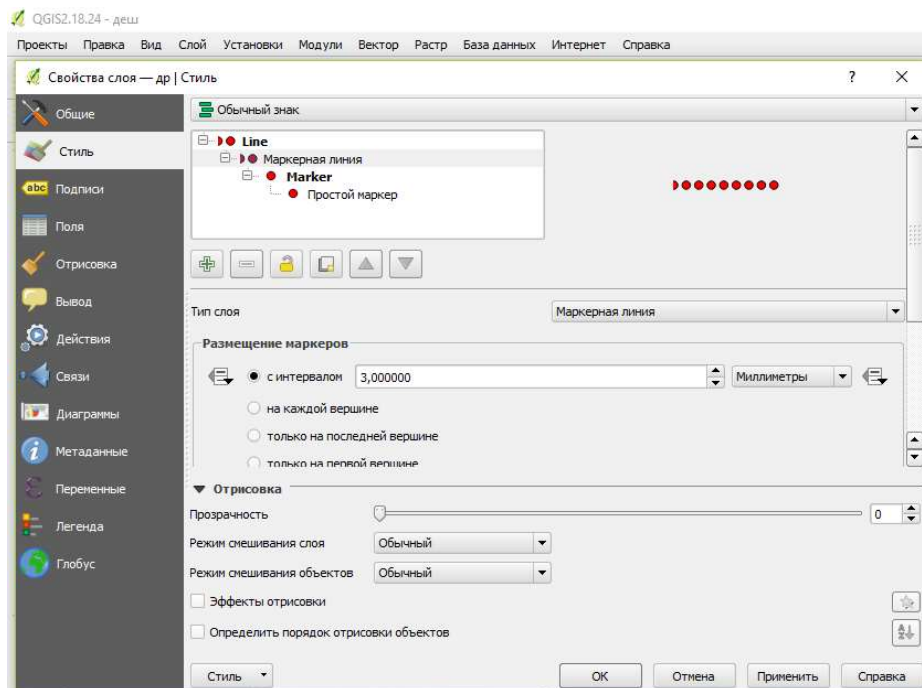 QGIS2.18.24 - деш
Проекты Правка Вид Слой Установки Модули Вектор Растр База данных Интернет Справка
Свойства слоя — др | Стиль ? X
Общие
Стиль
abc Подписи
Поля
Отрисовка
Вывод
Действия
Связи
Диаграммы
Метаданные
Переменные
Легенда
Глобус
Обычный знак
Line
Маркерная линия
Marker
Простой маркер
Тип слоя Маркерная линия
Размещение маркеров
с интервалом 3,000000 Миллиметры
на каждой вершине
только на последней вершине
только на первой вершине
Отрисовка
Прозрачность 0
Режим смешивания слоя Обычный
Режим смешивания объектов Обычный
Эффекты отрисовки
Определить порядок отрисовки объектов
Стиль OK Отмена Применить Справка